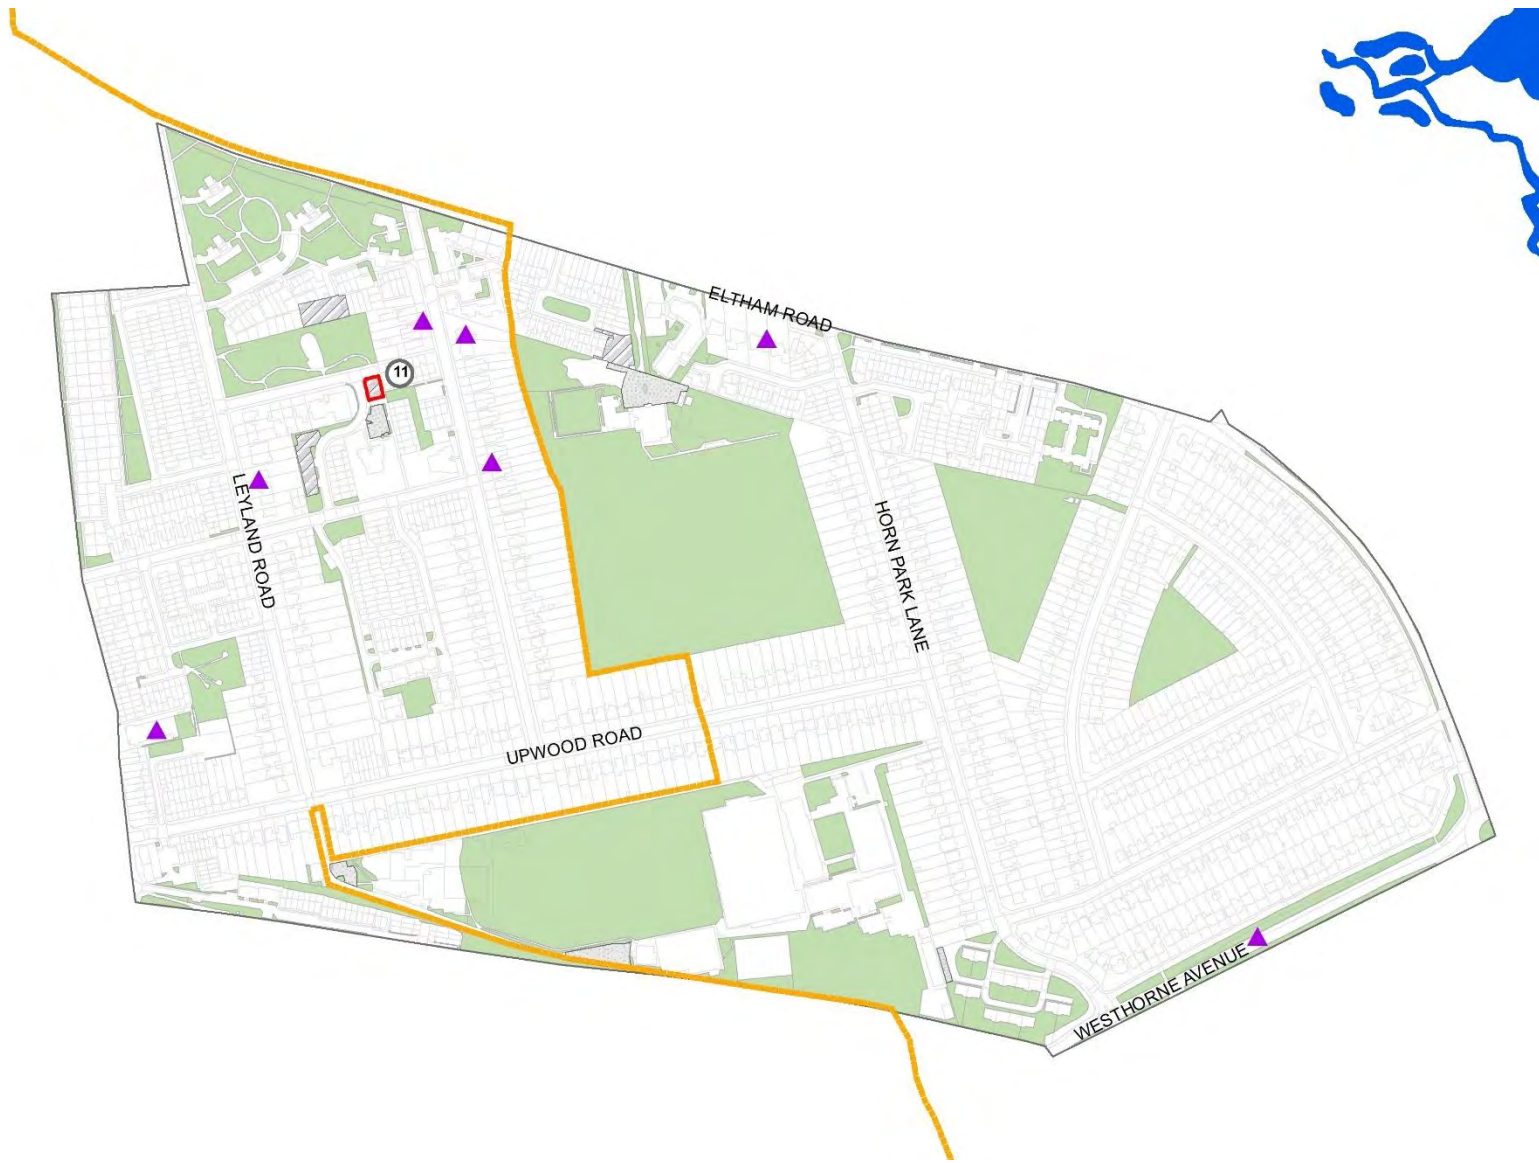 ELTHAM ROAD
11
LEYLAND ROAD
HORN PARK LANE
UPWOOD ROAD
WESTHORNE AVENUE